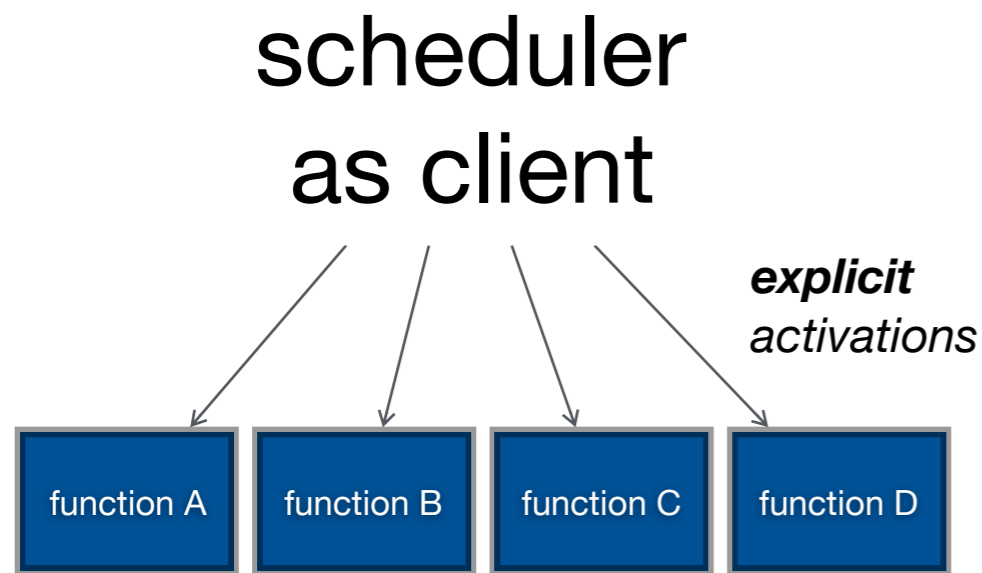 scheduler
as client
explicit
activations
function A
function B
function C
function D